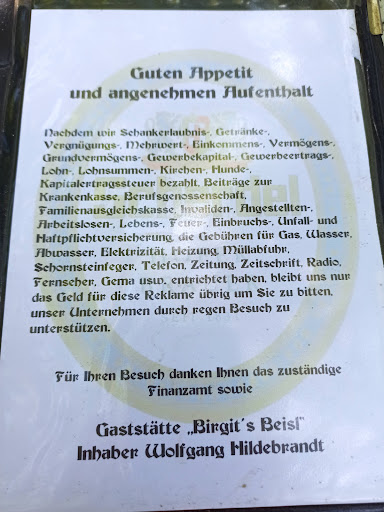 Guten Appetit
und angenehmen Aufenthalt
Nachdem wir Schankerlaubnis-, Getränke-,
Vergnügungs-, Mehrwert-, Einkommens-, Vermögens-,
Grundvermögens-, Gewerbekapital-, Gewerbeertrags-,
Lohn-, Lohnsummen-, Kirchen-, Hunde-,
Kapitalertragssteuer bezahlt, Beiträge zur
Krankenkasse, Berufsgenossenschaft,
Familienausgleichskasse, Invaliden-, Angestellten-,
Arbeitslosen-, Lebens-, Feuer-, Einbruchs-, Unfall- und
Haftpflichtversicherung, die Gebühren für Gas, Wasser,
Abwasser, Elektrizität, Heizung, Müllabfuhr,
Schornsteinfeger, Telefon, Zeitung, Zeitschrift, Radio,
Fernseher, Gema usw. entrichtet haben, bleibt uns nur
das Geld für diese Reklame übrig um Sie zu bitten,
unser Unternehmen durch regen Besuch zu
unterstützen.
Für Ihren Besuch danken Ihnen das zuständige
Finanzamt sowie
Gaststätte „Birgit's Beisl"
Inhaber Wolfgang Hildebrandt